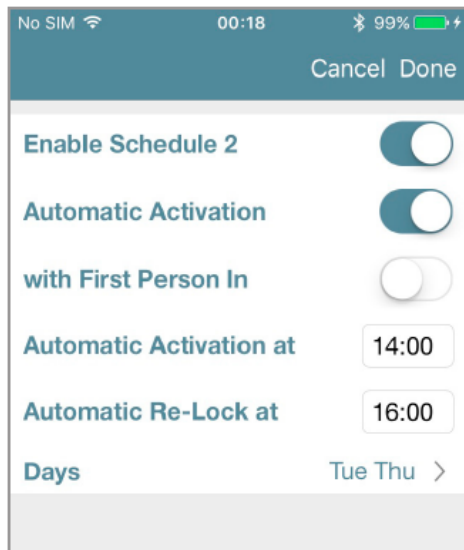 No SIM 00:18 99%
Cancel Done
Enable Schedule 2
Automatic Activation
with First Person In
Automatic Activation at 14:00
Automatic Re-Lock at 16:00
Days Tue Thu >